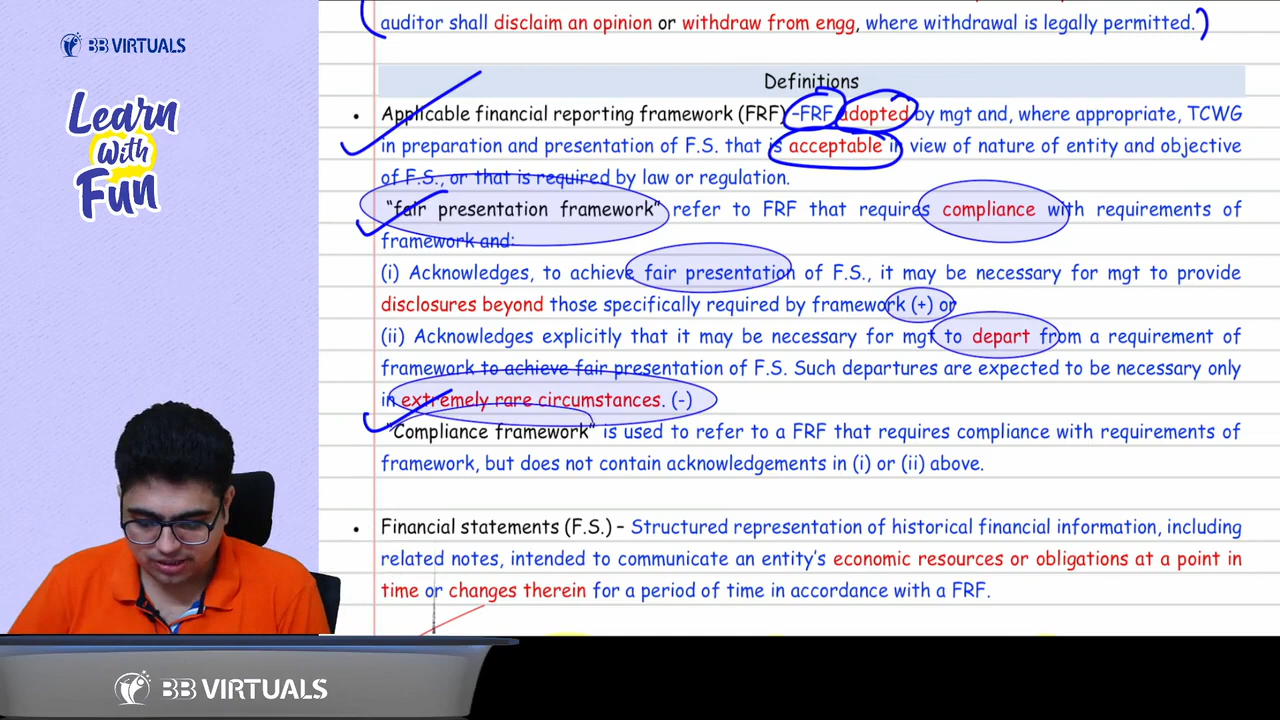 auditor shall disclaim an opinion or withdraw from engg, where withdrawal is legally permitted.
BB VIRTUALS
Learn
With
Fun
Definitions
• Applicable financial reporting framework (FRF) -FRF adopted by mgt and, where appropriate, TCWG
in preparation and presentation of F.S. that is acceptable in view of nature of entity and objective
of F.S., or that is required by law or regulation.
"fair presentation framework" refer to FRF that requires compliance with requirements of
framework and:
(i) Acknowledges, to achieve fair presentation of F.S., it may be necessary for mgt to provide
disclosures beyond those specifically required by framework (+) or
(ii) Acknowledges explicitly that it may be necessary for mgt to depart from a requirement of
framework to achieve fair presentation of F.S. Such departures are expected to be necessary only
in extremely rare circumstances. (-)
"Compliance framework" is used to refer to a FRF that requires compliance with requirements of
framework, but does not contain acknowledgements in (i) or (ii) above.
• Financial statements (F.S.) – Structured representation of historical financial information, including
related notes, intended to communicate an entity's economic resources or obligations at a point in
time or changes therein for a period of time in accordance with a FRF.
BB VIRTUALS